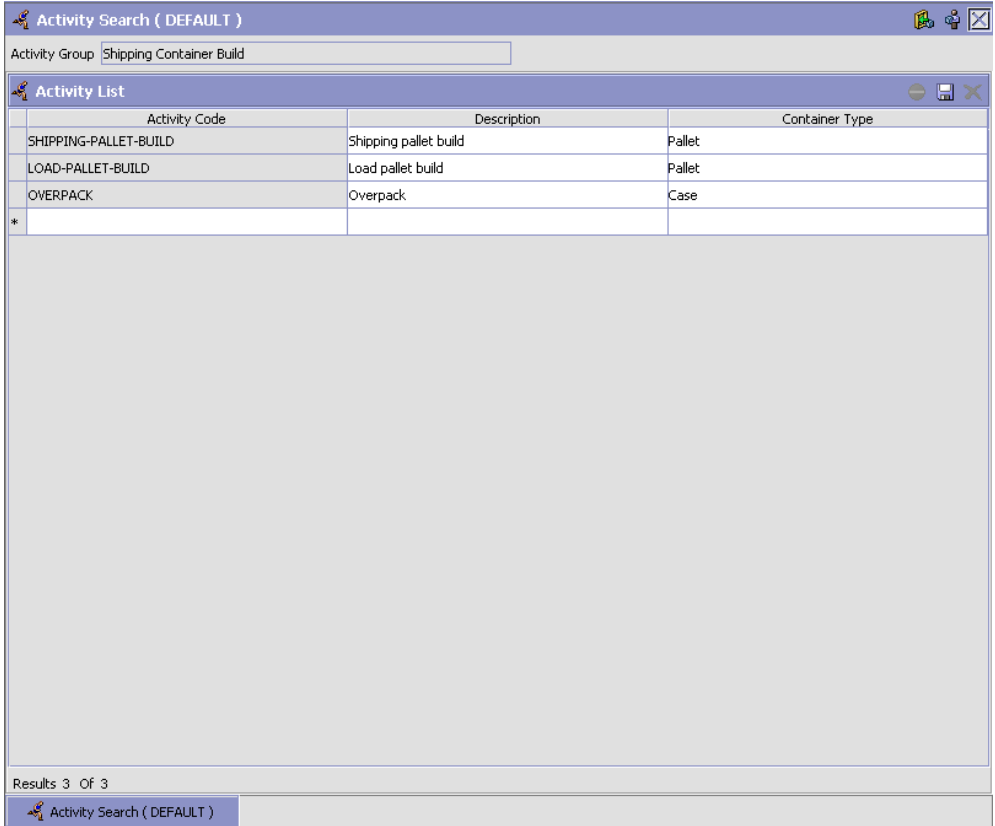 Activity Search ( DEFAULT )
Activity Group Shipping Container Build
Activity List
Activity Code Description Container Type
SHIPPING-PALLET-BUILD Shipping pallet build Pallet
LOAD-PALLET-BUILD Load pallet build Pallet
OVERPACK Overpack Case
*
Results 3 Of 3
Activity Search ( DEFAULT )